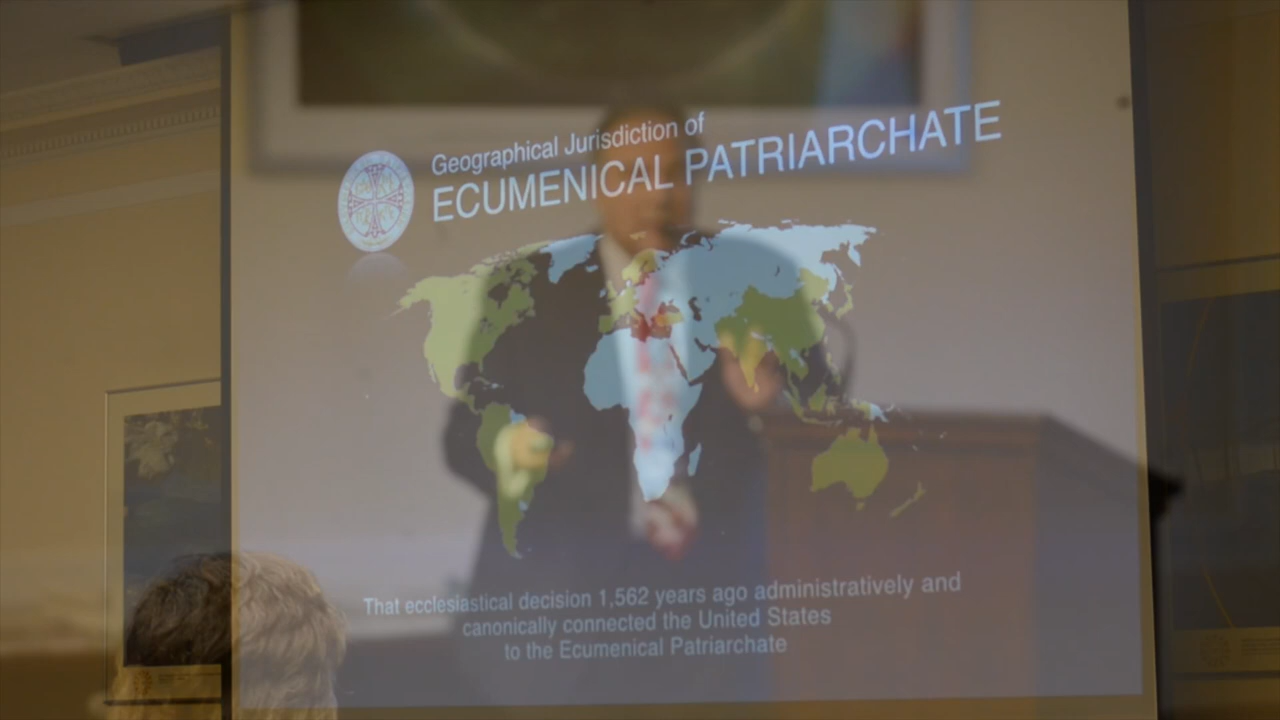 Geographical Jurisdiction of
ECUMENICAL PATRIARCHATE
That ecclesiastical decision 1,562 years ago administratively and
canonically connected the United States
to the Ecumenical Patriarchate